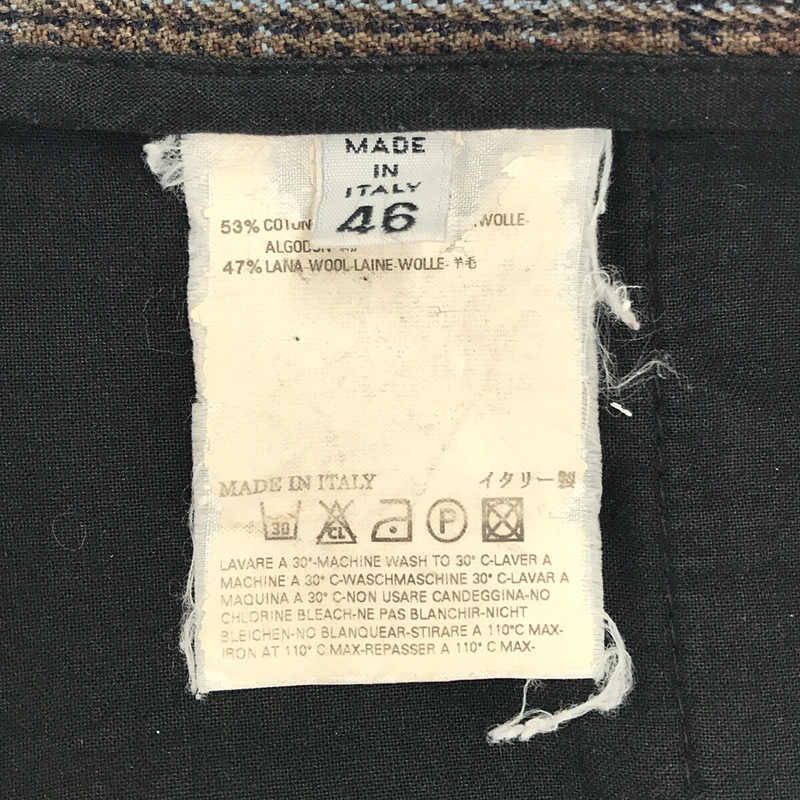 MADE
IN
ITALY
46
53% COTON WOLLE-
ALGODON
47% LANA-WOOL-LAINE-WOLLE-羊毛
MADE IN ITALY イタリー製
30 CL P
LAVARE A 30°-MACHINE WASH TO 30° C-LAVER A
MACHINE A 30° C-WASCHMASCHINE 30° C-LAVAR A
MAQUINA A 30° C-NON USARE CANDEGGINA-NO
CHLORINE BLEACH-NE PAS BLANCHIR-NICHT
BLEICHEN-NO BLANQUEAR-STIRARE A 110°C MAX-
IRON AT 110° C MAX-REPASSER A 110° C MAX-